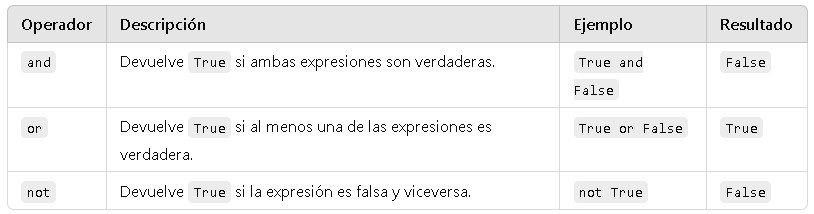 Operador Descripción Ejemplo Resultado
and Devuelve True si ambas expresiones son verdaderas. True and False
False
or Devuelve True si al menos una de las expresiones es True or False True
verdadera.
not Devuelve True si la expresión es falsa y viceversa. not True False